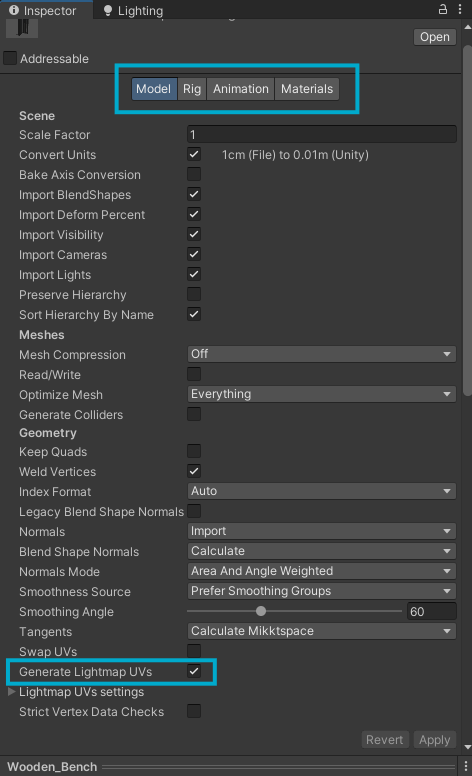 Inspector Lighting
Open
Addressable
Model Rig Animation Materials
Scene
Scale Factor 1
Convert Units 1cm (File) to 0.01m (Unity)
Bake Axis Conversion
Import BlendShapes
Import Deform Percent
Import Visibility
Import Cameras
Import Lights
Preserve Hierarchy
Sort Hierarchy By Name
Meshes
Mesh Compression Off
Read/Write
Optimize Mesh Everything
Generate Colliders
Geometry
Keep Quads
Weld Vertices
Index Format Auto
Legacy Blend Shape Normals
Normals Import
Blend Shape Normals Calculate
Normals Mode Area And Angle Weighted
Smoothness Source Prefer Smoothing Groups
Smoothing Angle 60
Tangents Calculate Mikktspace
Swap UVs
Generate Lightmap UVs
Lightmap UVs settings
Strict Vertex Data Checks
Revert Apply
Wooden_Bench